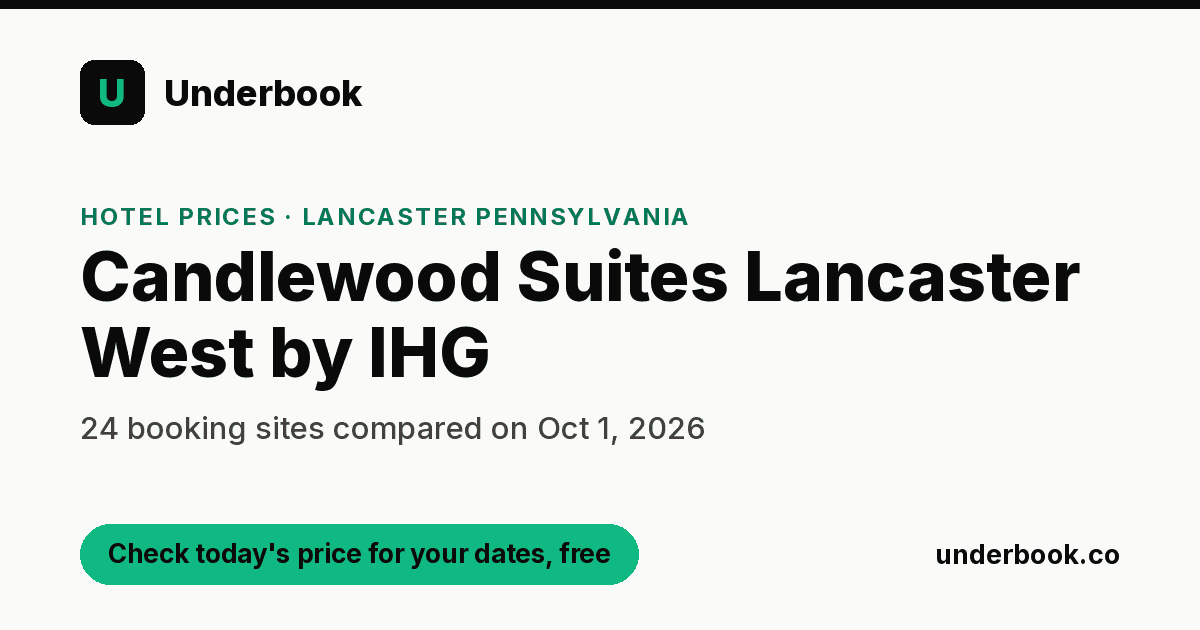 U
Underbook
HOTEL PRICES · LANCASTER PENNSYLVANIA
Candlewood Suites Lancaster
West by IHG
24 booking sites compared on Oct 1, 2026
Check today's price for your dates, free
underbook.co